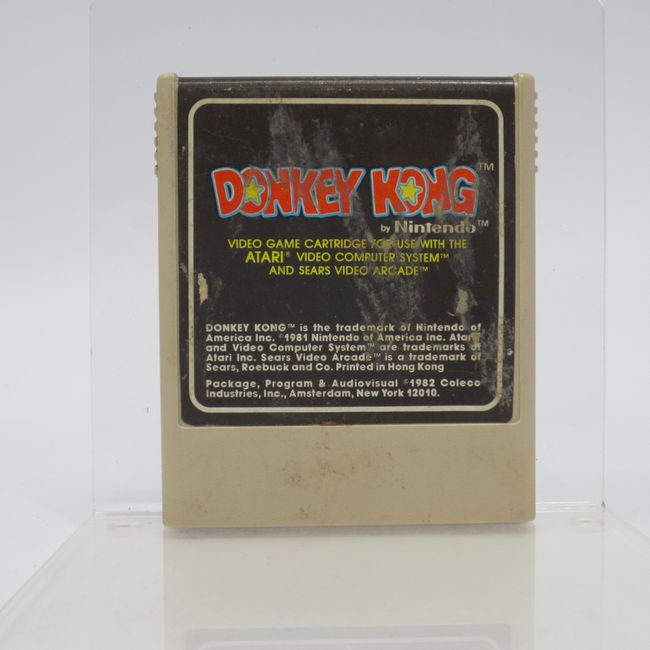 DONKEY KONG™
by Nintendo™
VIDEO GAME CARTRIDGE FOR USE WITH THE
ATARI® VIDEO COMPUTER SYSTEM™
AND SEARS VIDEO ARCADE™
DONKEY KONG™ is the trademark of Nintendo of
America Inc. ©1981 Nintendo of America Inc. Atari
and Video Computer System™ are trademarks of
Atari Inc. Sears Video Arcade™ is a trademark of
Sears, Roebuck and Co. Printed in Hong Kong
Package, Program & Audiovisual ©1982 Coleco
Industries, Inc., Amsterdam, New York 12010.